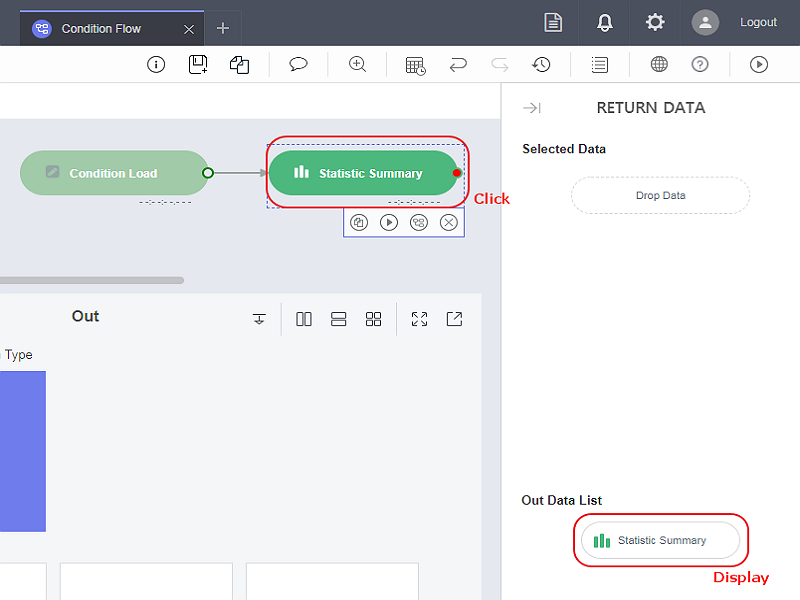 Condition Flow
Logout
RETURN DATA
Selected Data
Drop Data
Condition Load
Statistic Summary
--:--:--.---
--:--:--.---
Click
Out
Type
Out Data List
Statistic Summary
Display